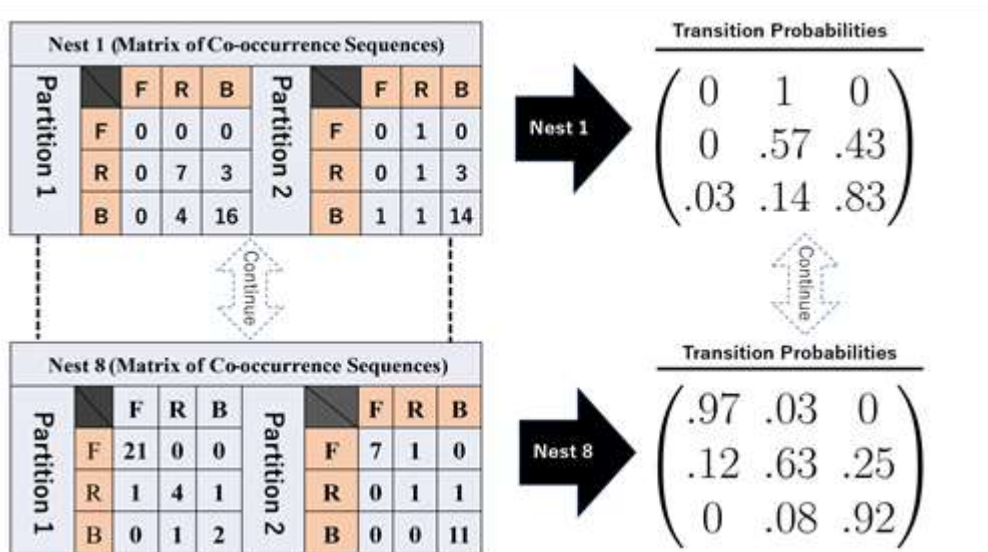 Nest 1 (Matrix of Co-occurrence Sequences)
Partition 1
F R B
F 0 0 0
R 0 7 3
B 0 4 16
Partition 2
F R B
F 0 1 0
R 0 1 3
B 1 1 14
Nest 1
Transition Probabilities
0 1 0
0 .57 .43
.03 .14 .83
Continue
Continue
Nest 8 (Matrix of Co-occurrence Sequences)
Partition 1
F R B
F 21 0 0
R 1 4 1
B 0 1 2
Partition 2
F R B
F 7 1 0
R 0 1 1
B 0 0 11
Nest 8
Transition Probabilities
.97 .03 0
.12 .63 .25
0 .08 .92